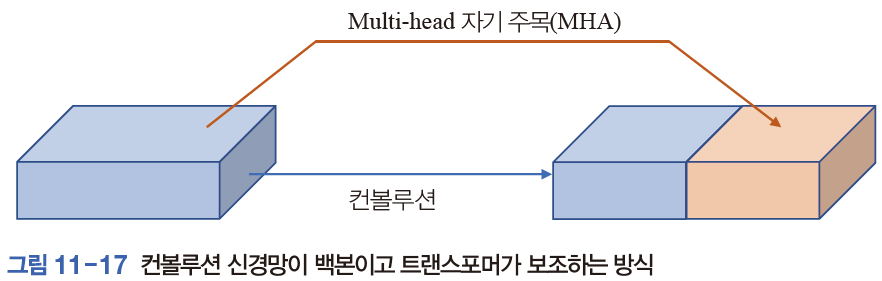 Multi-head 자기 주목(MHA)
컨볼루션
그림 11-17 컨볼루션 신경망이 백본이고 트랜스포머가 보조하는 방식